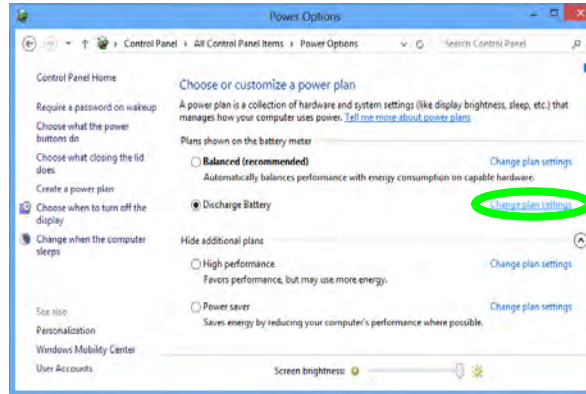 Power Options
Control Panel › All Control Panel Items › Power Options
Search Control Panel
Control Panel Home
Require a password on wakeup
Choose what the power
buttons do
Choose what closing the lid
does
Create a power plan
Choose when to turn off the
display
Change when the computer
sleeps
See also
Personalization
Windows Mobility Center
User Accounts
Choose or customize a power plan
A power plan is a collection of hardware and system settings (like display brightness, sleep, etc.) that
manages how your computer uses power. Tell me more about power plans
Plans shown on the battery meter
Balanced (recommended) Change plan settings
Automatically balances performance with energy consumption on capable hardware.
Discharge Battery Change plan settings
Hide additional plans
High performance Change plan settings
Favors performance, but may use more energy.
Power saver Change plan settings
Saves energy by reducing your computer's performance where possible.
Screen brightness: